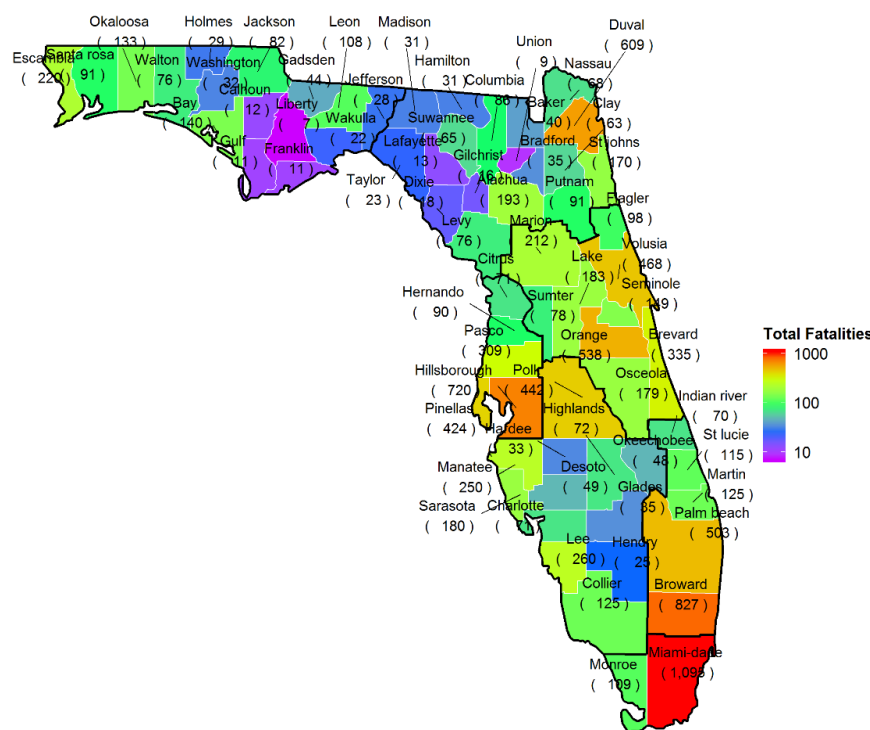 Okaloosa
( 133 )
Holmes
( 29 )
Jackson
( 82 )
Leon
( 108 )
Madison
( 31 )
Duval
( 609 )
Escambia
( 220 )
Santa rosa
( 91 )
Walton
( 76 )
Washington
( 32 )
Gadsden
( 44 )
Hamilton
( 31 )
Union
( 9 )
Nassau
( 68 )
Calhoun
( 12 )
Jefferson
( 28 )
Columbia
( 86 )
Baker
( 40 )
Clay
( 63 )
Bay
( 140 )
Liberty
( 7 )
Wakulla
( 22 )
Suwannee
( 65 )
Bradford
( 35 )
St johns
( 170 )
Gulf
( 11 )
Franklin
( 11 )
Lafayette
( 13 )
Gilchrist
( 16 )
Taylor
( 23 )
Dixie
( 18 )
Alachua
( 193 )
Putnam
( 91 )
Flagler
( 98 )
Levy
( 76 )
Marion
( 212 )
Volusia
( 468 )
Citrus
( 71 )
Lake
( 183 )
Seminole
( 149 )
Hernando
( 90 )
Sumter
( 78 )
Pasco
( 309 )
Orange
( 538 )
Brevard
( 335 )
Total Fatalities
1000
100
10
Hillsborough
( 720 )
Polk
( 442 )
Osceola
( 179 )
Indian river
( 70 )
Pinellas
( 424 )
Hardee
( 33 )
Highlands
( 72 )
Okeechobee
( 48 )
St lucie
( 115 )
Manatee
( 250 )
Desoto
( 49 )
Glades
( 35 )
Martin
( 125 )
Sarasota
( 180 )
Charlotte
( 71 )
Palm beach
( 503 )
Lee
( 260 )
Hendry
( 25 )
Collier
( 125 )
Broward
( 827 )
Monroe
( 109 )
Miami-dade
( 1,095 )